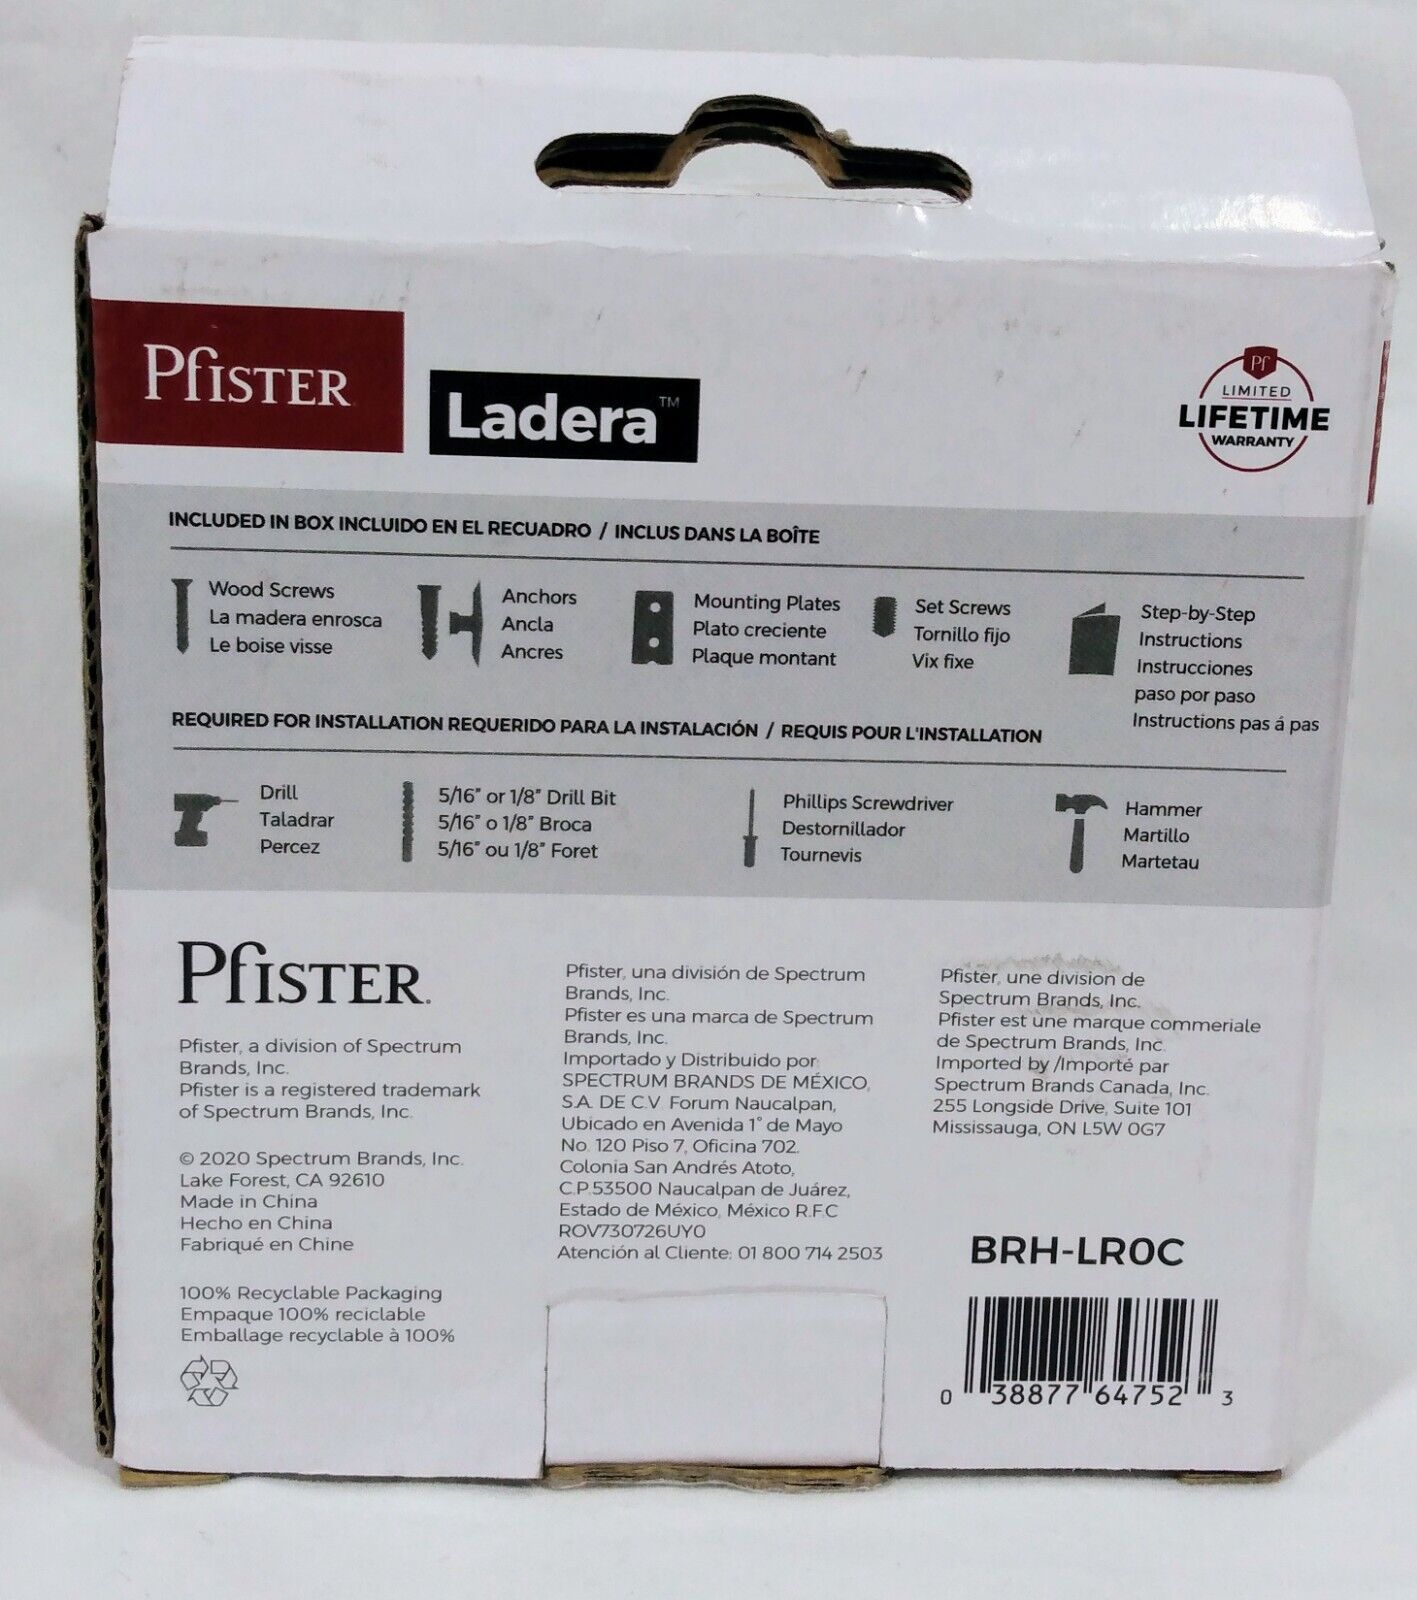 Pfister
Ladera™
Pf
LIMITED
LIFETIME
WARRANTY
INCLUDED IN BOX INCLUIDO EN EL RECUADRO / INCLUS DANS LA BOÎTE
Wood Screws
La madera enrosca
Le boise visse
Anchors
Ancla
Ancres
Mounting Plates
Plato creciente
Plaque montant
Set Screws
Tornillo fijo
Vix fixe
Step-by-Step
Instructions
Instrucciones
paso por paso
Instructions pas á pas
REQUIRED FOR INSTALLATION REQUERIDO PARA LA INSTALACIÓN / REQUIS POUR L'INSTALLATION
Drill
Taladrar
Percez
5/16" or 1/8" Drill Bit
5/16" o 1/8" Broca
5/16" ou 1/8" Foret
Phillips Screwdriver
Destornillador
Tournevis
Hammer
Martillo
Martetau
Pfister.
Pfister, a division of Spectrum
Brands, Inc.
Pfister is a registered trademark
of Spectrum Brands, Inc.
© 2020 Spectrum Brands, Inc.
Lake Forest, CA 92610
Made in China
Hecho en China
Fabriqué en Chine
100% Recyclable Packaging
Empaque 100% reciclable
Emballage recyclable à 100%
Pfister, una división de Spectrum
Brands, Inc.
Pfister es una marca de Spectrum
Brands, Inc.
Importado y Distribuido por:
SPECTRUM BRANDS DE MÉXICO,
S.A. DE C.V. Forum Naucalpan,
Ubicado en Avenida 1° de Mayo
No. 120 Piso 7, Oficina 702.
Colonia San Andrés Atoto,
C.P.53500 Naucalpan de Juárez,
Estado de México, México R.F.C
ROV730726UY0
Atención al Cliente: 01 800 714 2503
Pfister, une division de
Spectrum Brands, Inc.
Pfister est une marque commeriale
de Spectrum Brands, Inc.
Imported by /Importé par
Spectrum Brands Canada, Inc.
255 Longside Drive, Suite 101
Mississauga, ON L5W 0G7
BRH-LR0C
0 38877 64752 3